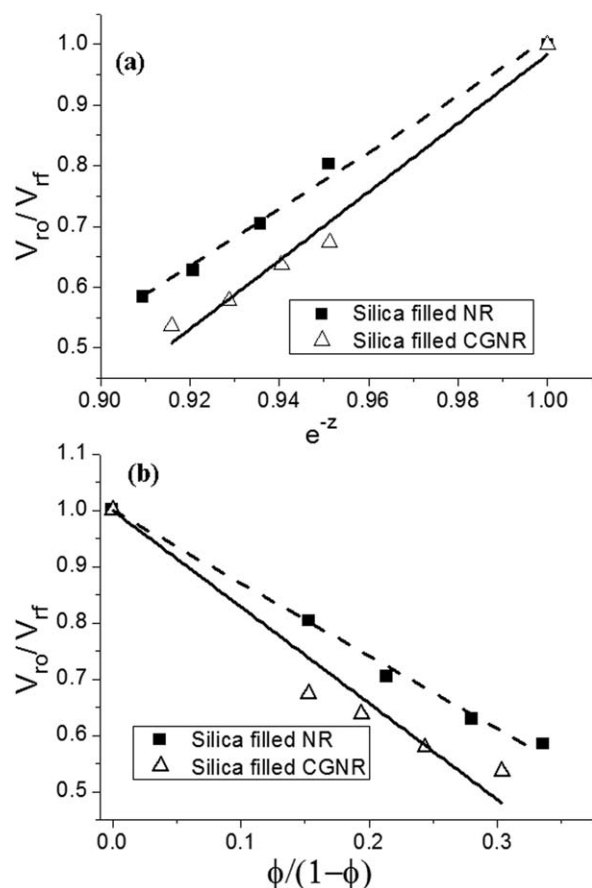 (a)
1.0
0.9
0.8
0.7
0.6
0.5
V_ro/V_rf
■ Silica filled NR
△ Silica filled CGNR
0.90 0.92 0.94 0.96 0.98 1.00
e^-z
(b)
1.1
1.0
0.9
0.8
0.7
0.6
0.5
V_ro/V_rf
■ Silica filled NR
△ Silica filled CGNR
0.0 0.1 0.2 0.3
ϕ/(1−ϕ)